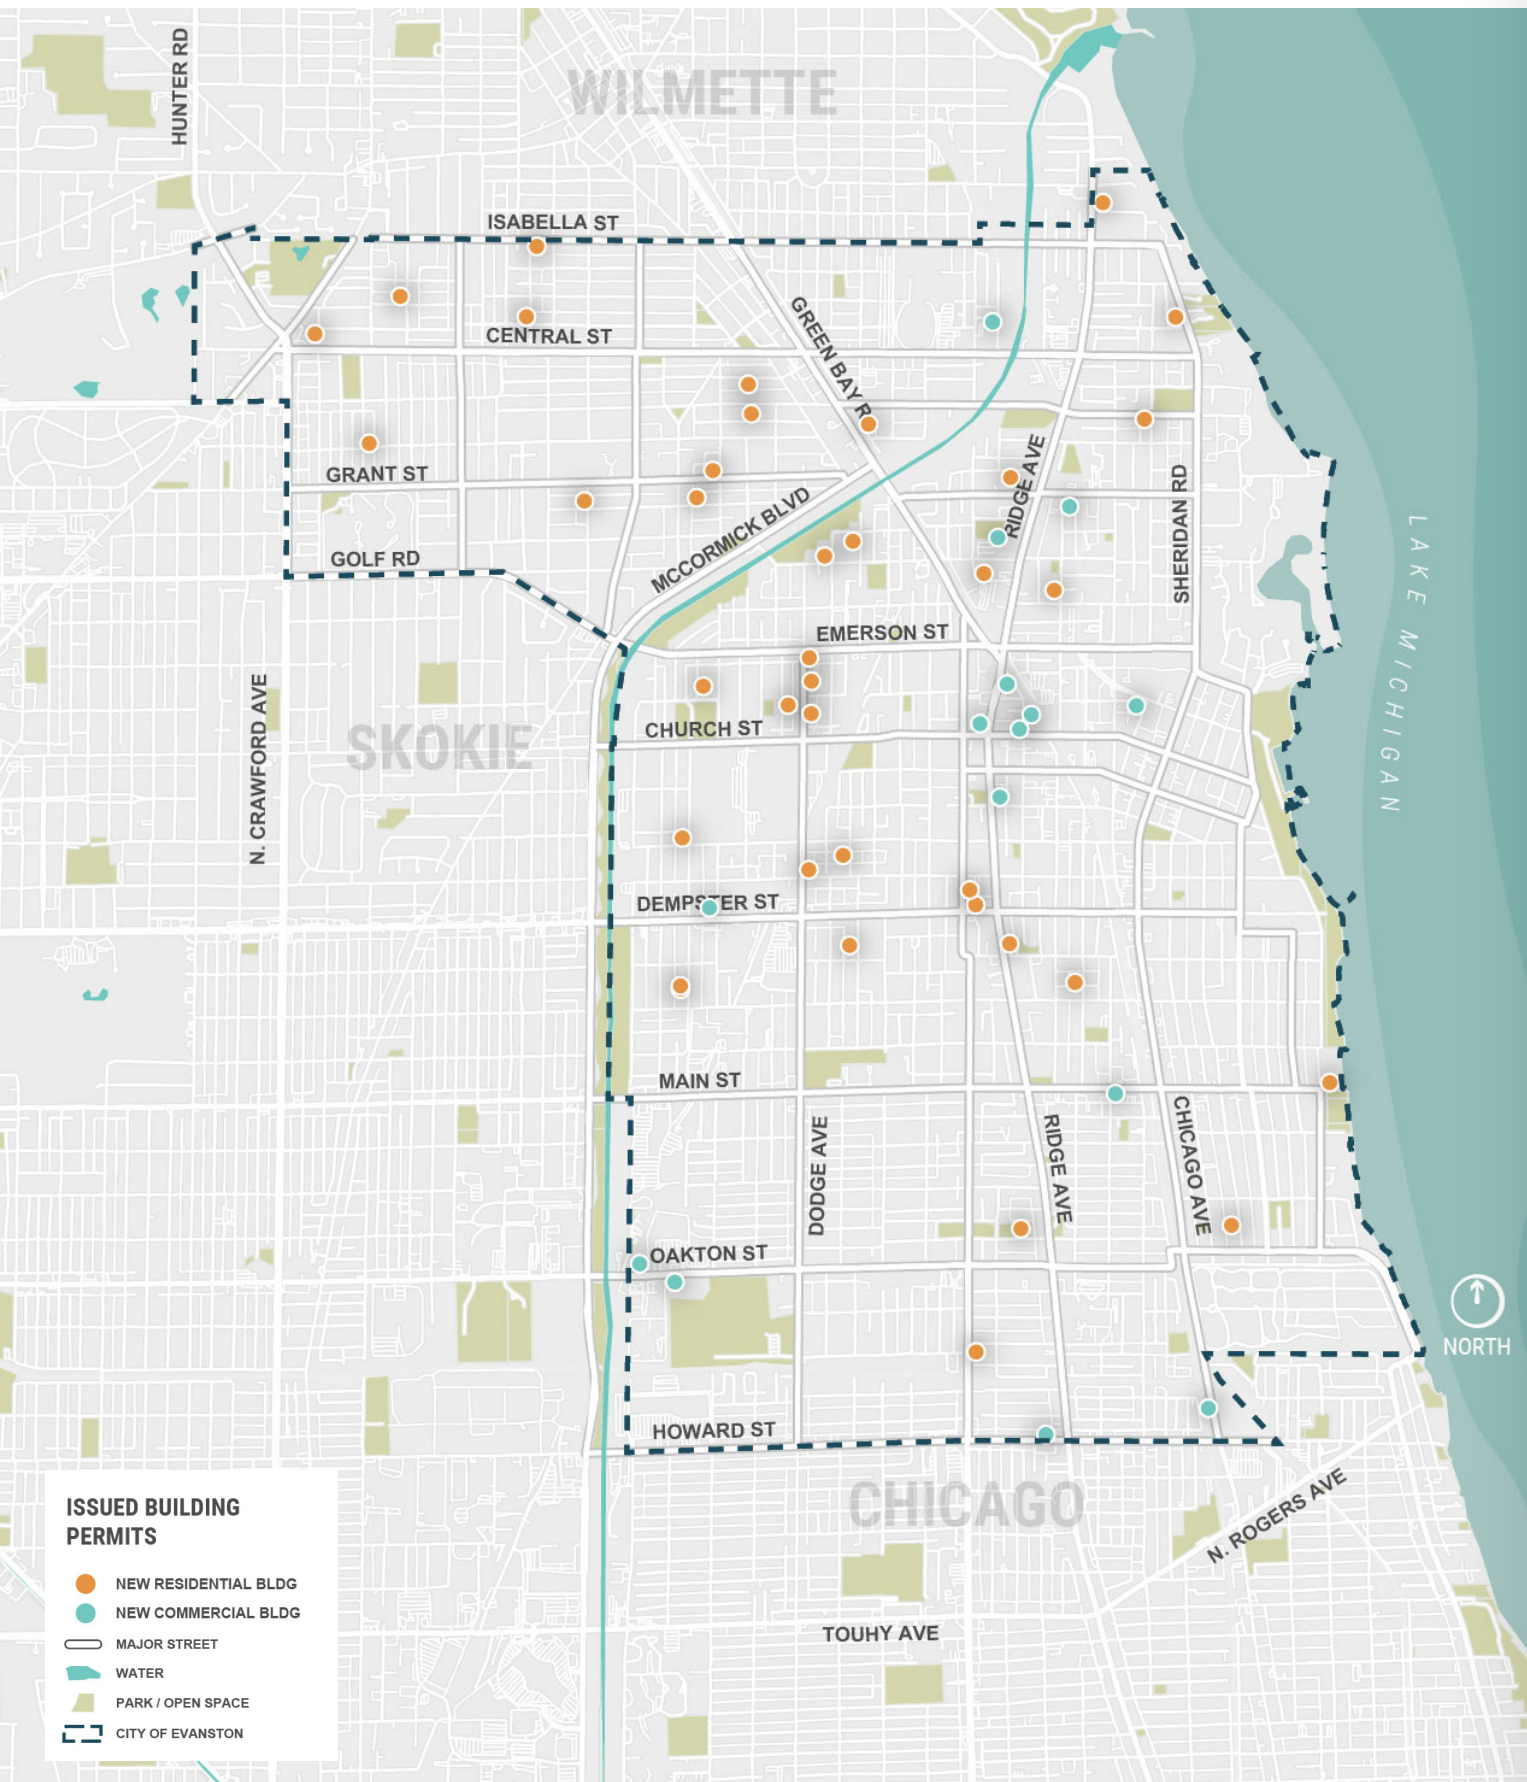 HUNTER RD
WILMETTE
ISABELLA ST
CENTRAL ST
GREEN BAY R
GRANT ST
RIDGE AVE
SHERIDAN RD
MCCORMICK BLVD
GOLF RD
LAKE MICHIGAN
EMERSON ST
N. CRAWFORD AVE
SKOKIE
CHURCH ST
DEMPSTER ST
MAIN ST
DODGE AVE
RIDGE AVE
CHICAGO AVE
OAKTON ST
NORTH
HOWARD ST
CHICAGO
N. ROGERS AVE
TOUHY AVE
ISSUED BUILDING
PERMITS
NEW RESIDENTIAL BLDG
NEW COMMERCIAL BLDG
MAJOR STREET
WATER
PARK / OPEN SPACE
CITY OF EVANSTON